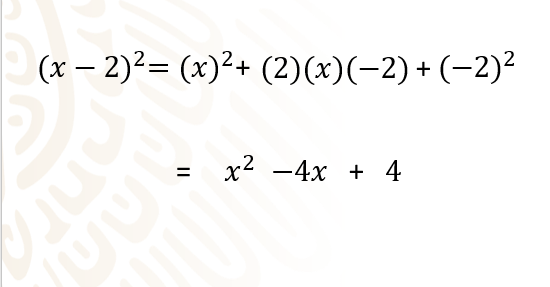 (x − 2)²= (x)²+ (2)(x)(−2) + (−2)²
= x² −4x + 4